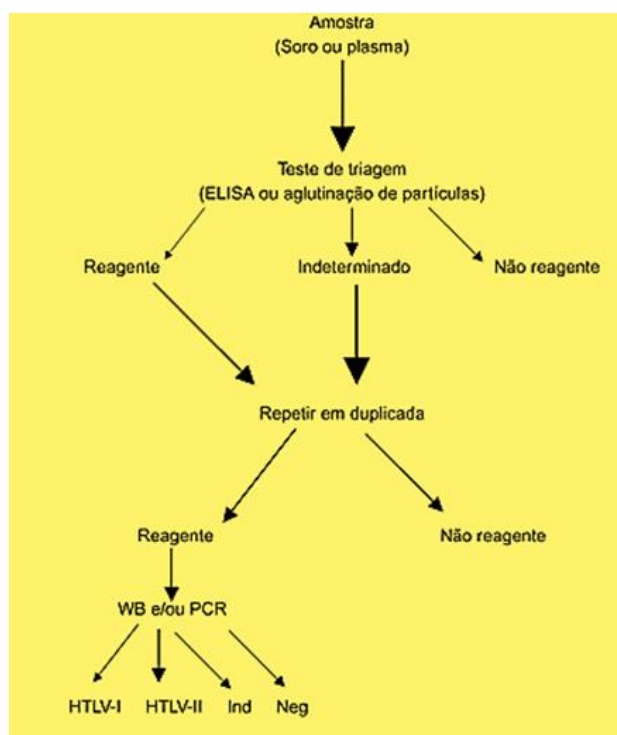 Amostra
(Soro ou plasma)
Teste de triagem
(ELISA ou aglutinação de partículas)
Reagente Indeterminado Não reagente
Repetir em duplicada
Reagente Não reagente
WB e/ou PCR
HTLV-I HTLV-II Ind Neg